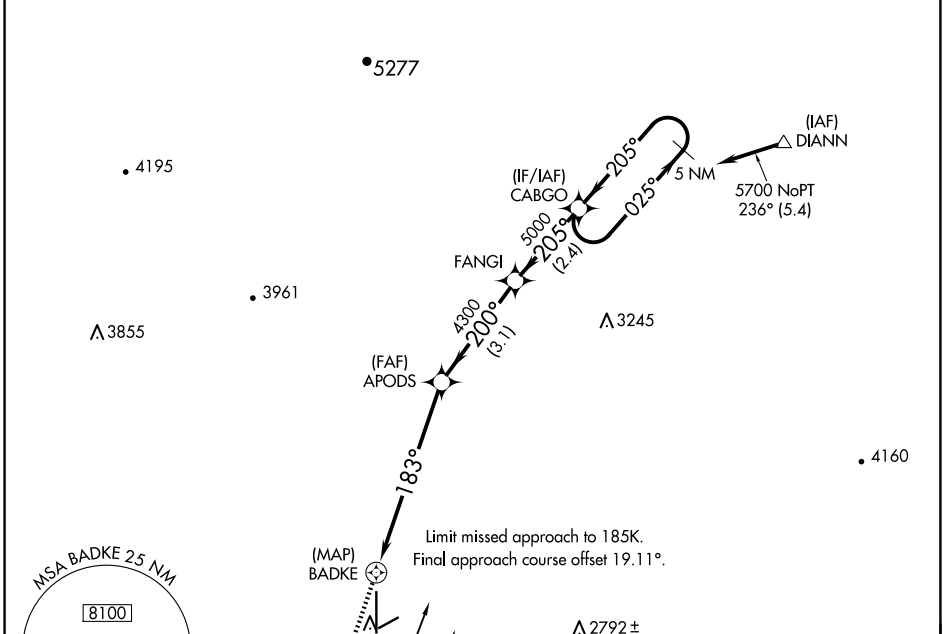 5277
(IAF)
DIANN
4195
205°
5 NM
(IF/IAF)
CABGO
025°
5700 NoPT
236° (5.4)
5000
205°
(2.4)
FANGI
3961
4300
200°
(3.1)
3245
3855
(FAF)
APODS
4160
183°
Limit missed approach to 185K.
Final approach course offset 19.11°.
(MAP)
BADKE
MSA BADKE 25 NM
8100
2792 ±